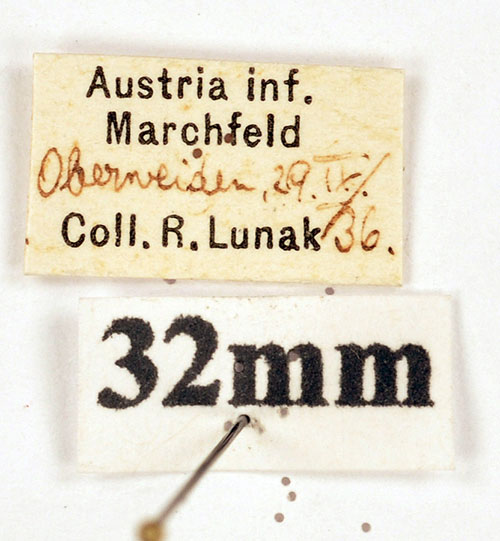 Austria inf.
Marchfeld
Oberweiden, 29. IV./
Coll. R. Lunak 36.
32mm